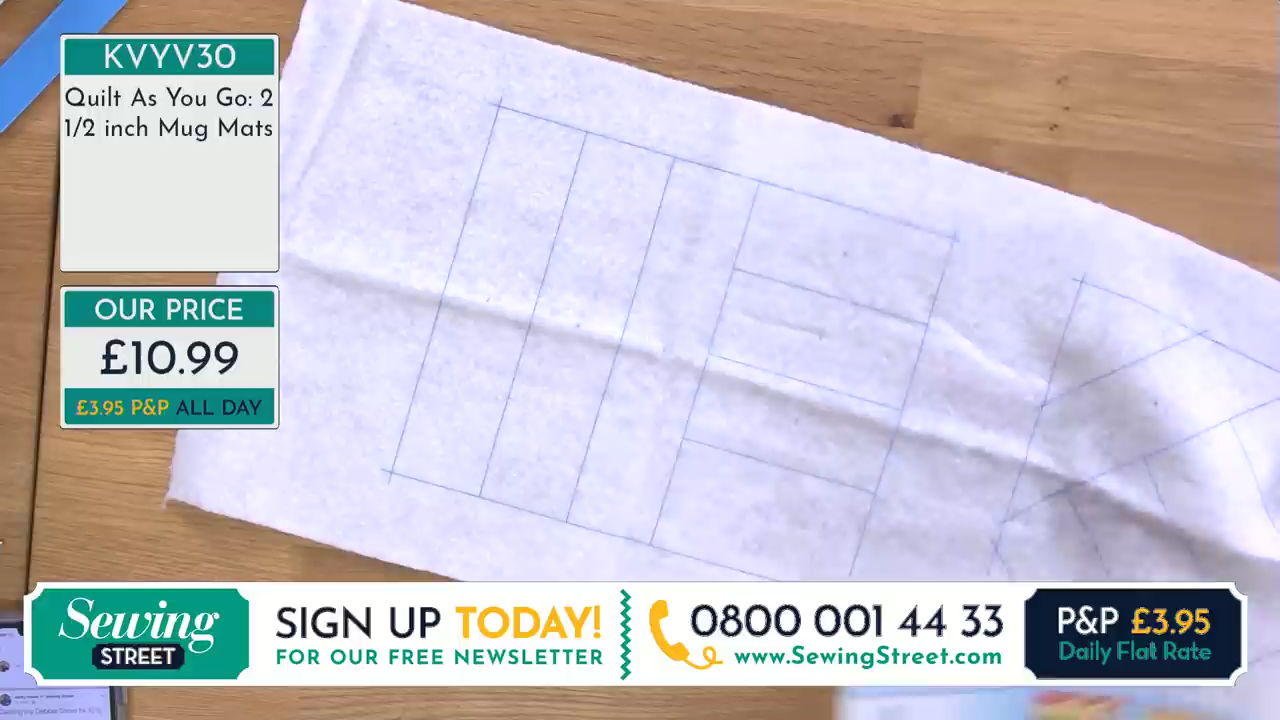 KVYV30
Quilt As You Go: 2
1/2 inch Mug Mats
OUR PRICE
£10.99
£3.95 P&P ALL DAY
Sewing
STREET
SIGN UP TODAY!
FOR OUR FREE NEWSLETTER
0800 001 44 33
www.SewingStreet.com
P&P £3.95
Daily Flat Rate